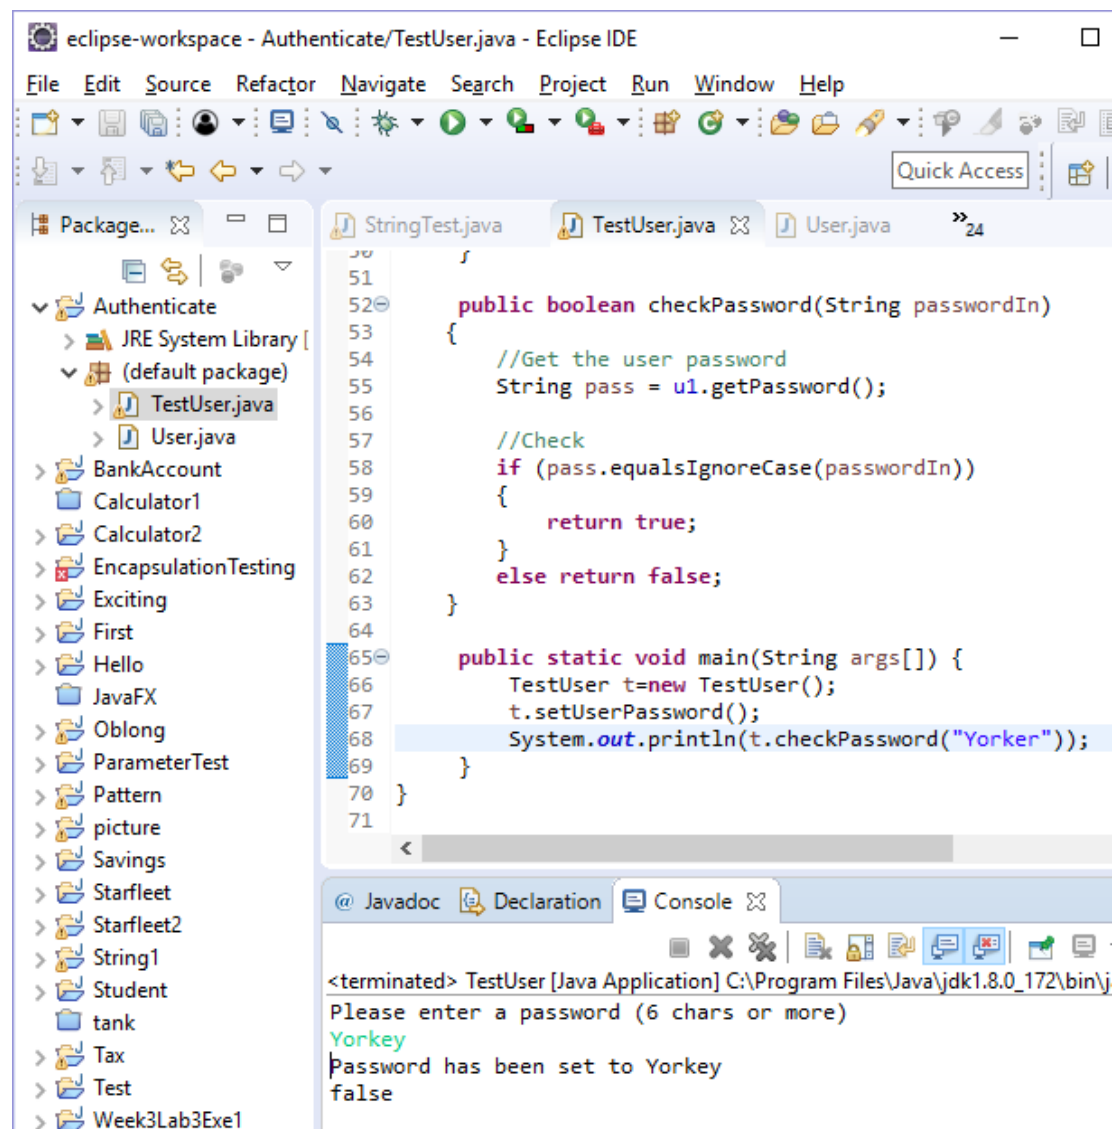 eclipse-workspace - Authenticate/TestUser.java - Eclipse IDE
File Edit Source Refactor Navigate Search Project Run Window Help
Quick Access
Package...
Authenticate
JRE System Library [
(default package)
TestUser.java
User.java
BankAccount
Calculator1
Calculator2
EncapsulationTesting
Exciting
First
Hello
JavaFX
Oblong
ParameterTest
Pattern
picture
Savings
Starfleet
Starfleet2
String1
Student
tank
Tax
Test
Week3Lab3Exe1
StringTest.java TestUser.java User.java »24
50 }
51
52 public boolean checkPassword(String passwordIn)
53 {
54 //Get the user password
55 String pass = u1.getPassword();
56
57 //Check
58 if (pass.equalsIgnoreCase(passwordIn))
59 {
60 return true;
61 }
62 else return false;
63 }
64
65 public static void main(String args[]) {
66 TestUser t=new TestUser();
67 t.setUserPassword();
68 System.out.println(t.checkPassword("Yorker"));
69 }
70 }
71
@ Javadoc Declaration Console
<terminated> TestUser [Java Application] C:\Program Files\Java\jdk1.8.0_172\bin\j
Please enter a password (6 chars or more)
Yorkey
Password has been set to Yorkey
false